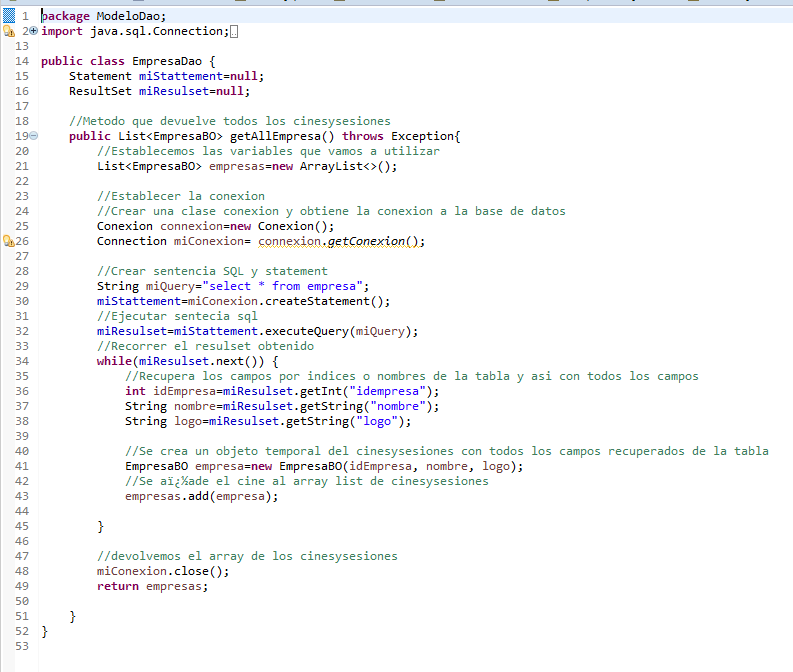 1 package ModeloDao;
2 import java.sql.Connection;
13
14 public class EmpresaDao {
15 Statement miStattement=null;
16 ResultSet miResulset=null;
17
18 //Metodo que devuelve todos los cinesysesiones
19 public List<EmpresaBO> getAllEmpresa() throws Exception{
20 //Establecemos las variables que vamos a utilizar
21 List<EmpresaBO> empresas=new ArrayList<>();
22
23 //Establecer la conexion
24 //Crear una clase conexion y obtiene la conexion a la base de datos
25 Conexion connexion=new Conexion();
26 Connection miConexion= connexion.getConexion();
27
28 //Crear sentencia SQL y statement
29 String miQuery="select * from empresa";
30 miStattement=miConexion.createStatement();
31 //Ejecutar sentecia sql
32 miResulset=miStattement.executeQuery(miQuery);
33 //Recorrer el resulset obtenido
34 while(miResulset.next()) {
35 //Recupera los campos por indices o nombres de la tabla y asi con todos los campos
36 int idEmpresa=miResulset.getInt("idempresa");
37 String nombre=miResulset.getString("nombre");
38 String logo=miResulset.getString("logo");
39
40 //Se crea un objeto temporal del cinesysesiones con todos los campos recuperados de la tabla
41 EmpresaBO empresa=new EmpresaBO(idEmpresa, nombre, logo);
42 //Se aï¿½ade el cine al array list de cinesysesiones
43 empresas.add(empresa);
44
45 }
46
47 //devolvemos el array de los cinesysesiones
48 miConexion.close();
49 return empresas;
50
51 }
52 }
53